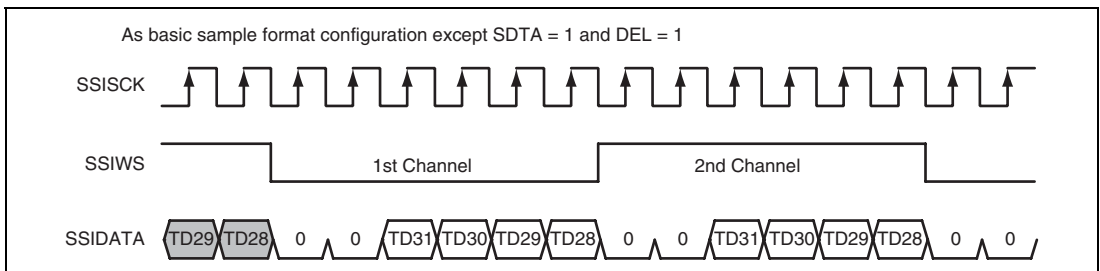 As basic sample format configuration except SDTA = 1 and DEL = 1
SSISCK
SSIWS 1st Channel 2nd Channel
SSIDATA TD29 TD28 0 0 TD31 TD30 TD29 TD28 0 0 TD31 TD30 TD29 TD28 0 0